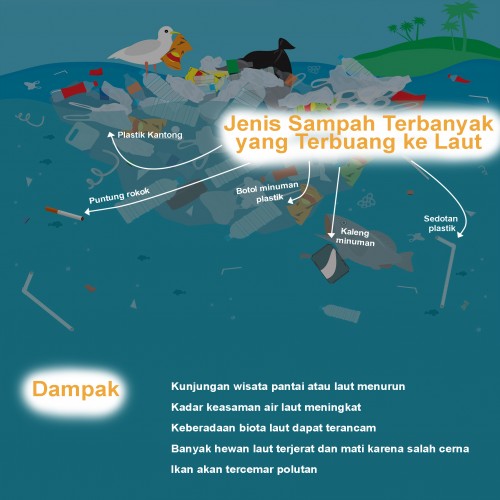 Jenis Sampah Terbanyak
yang Terbuang ke Laut
Plastik Kantong
Puntung rokok
Botol minuman
plastik
Kaleng
minuman
Sedotan
plastik
Dampak
Kunjungan wisata pantai atau laut menurun
Kadar keasaman air laut meningkat
Keberadaan biota laut dapat terancam
Banyak hewan laut terjerat dan mati karena salah cerna
Ikan akan tercemar polutan